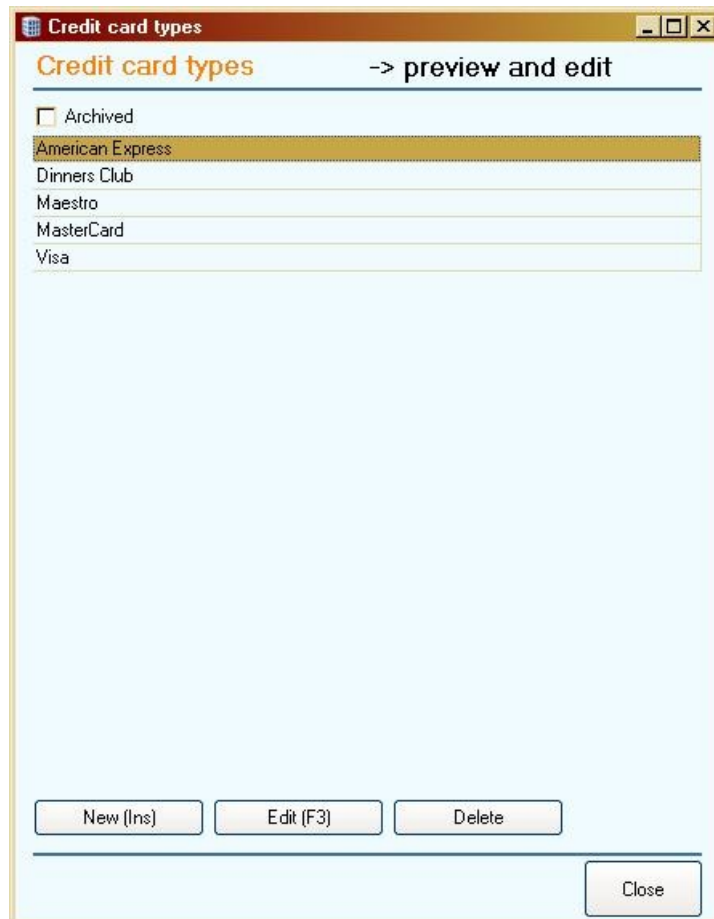 Credit card types
Credit card types -> preview and edit
Archived
American Express
Dinners Club
Maestro
MasterCard
Visa
New (Ins) Edit (F3) Delete
Close